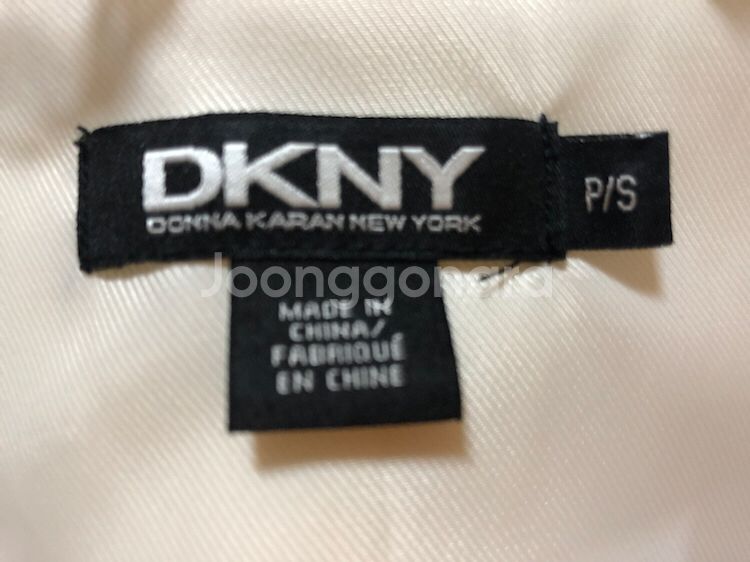 DKNY
DONNA KARAN NEW YORK
P/S
Joonggonara
MADE IN
CHINA/
FABRIQUÉ
EN CHINE